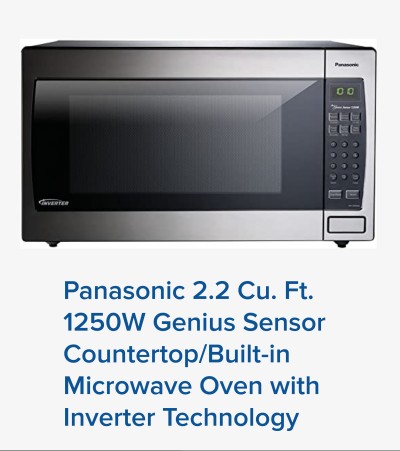 Panasonic
INVERTER
Panasonic 2.2 Cu. Ft.
1250W Genius Sensor
Countertop/Built-in
Microwave Oven with
Inverter Technology